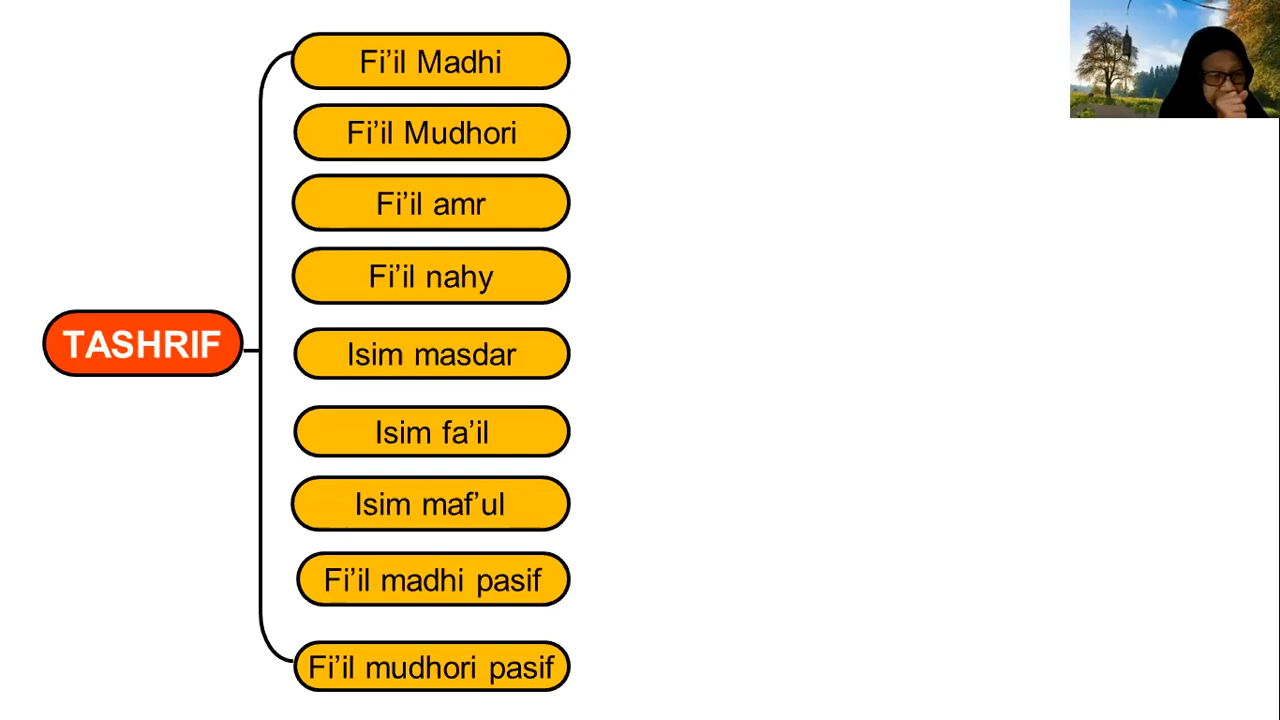 Fi’il Madhi
Fi’il Mudhori
Fi’il amr
Fi’il nahy
TASHRIF
Isim masdar
Isim fa’il
Isim maf’ul
Fi’il madhi pasif
Fi’il mudhori pasif